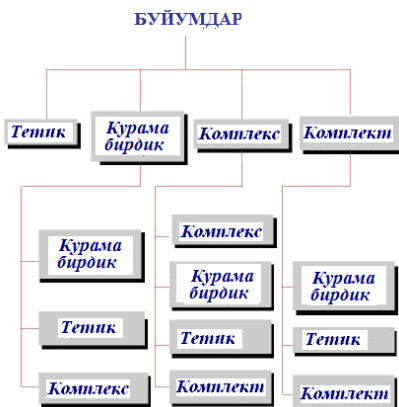 БУЙУМДАР
Тетик
Курама
бирдик
Комплекс
Комплект
Курама
бирдик
Тетик
Комплекс
Комплекс
Курама
бирдик
Тетик
Комплект
Курама
бирдик
Тетик
Комплект